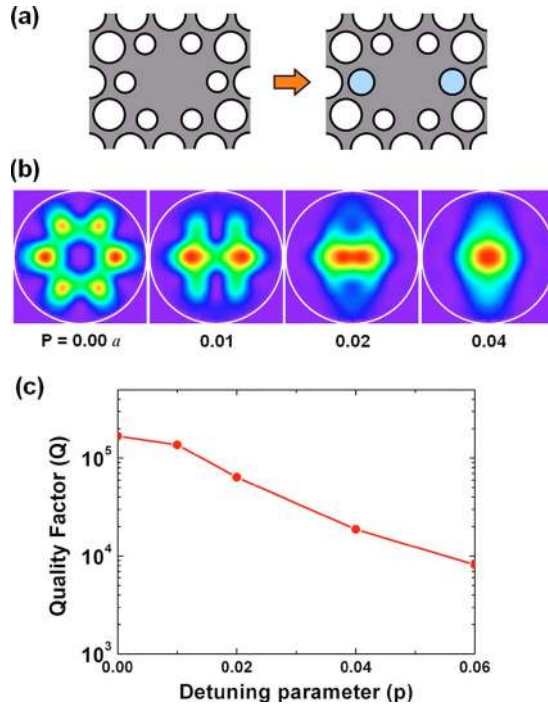 (a)
(b)
P = 0.00 a 0.01 0.02 0.04
(c)
Quality Factor (Q)
10^5
10^4
10^3
0.00 0.02 0.04 0.06
Detuning parameter (p)